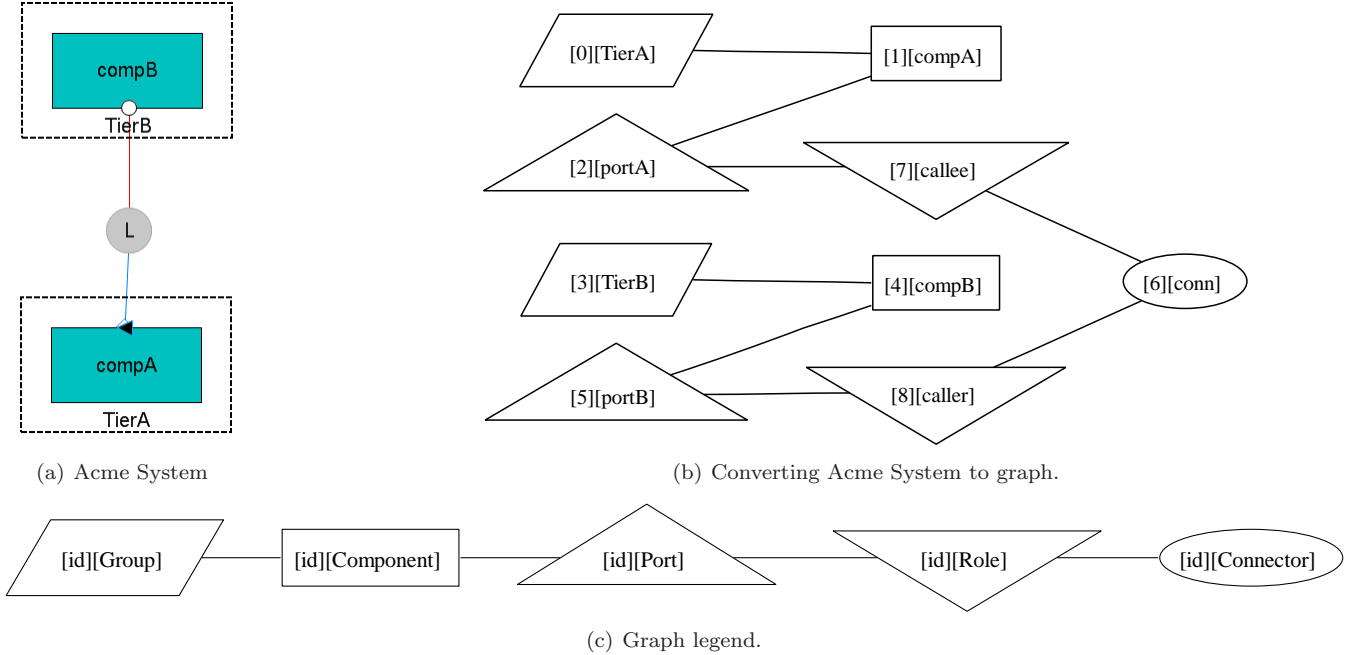 compB
TierB
L
compA
TierA
(a) Acme System
[0][TierA]
[1][compA]
[2][portA]
[7][callee]
[3][TierB]
[4][compB]
[6][conn]
[5][portB]
[8][caller]
(b) Converting Acme System to graph.
[id][Group]
[id][Component]
[id][Port]
[id][Role]
[id][Connector]
(c) Graph legend.